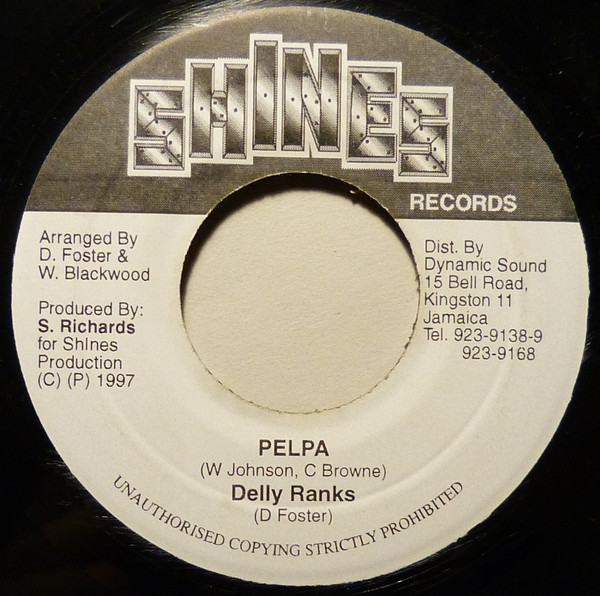 SHINES
RECORDS
Arranged By
D. Foster &
W. Blackwood
Produced By:
S. Richards
for ShInes
Production
(C) (P) 1997
Dist. By
Dynamic Sound
15 Bell Road,
Kingston 11
Jamaica
Tel. 923-9138-9
923-9168
PELPA
(W Johnson, C Browne)
Delly Ranks
(D Foster)
UNAUTHORISED COPYING STRICTLY PROHIBITED